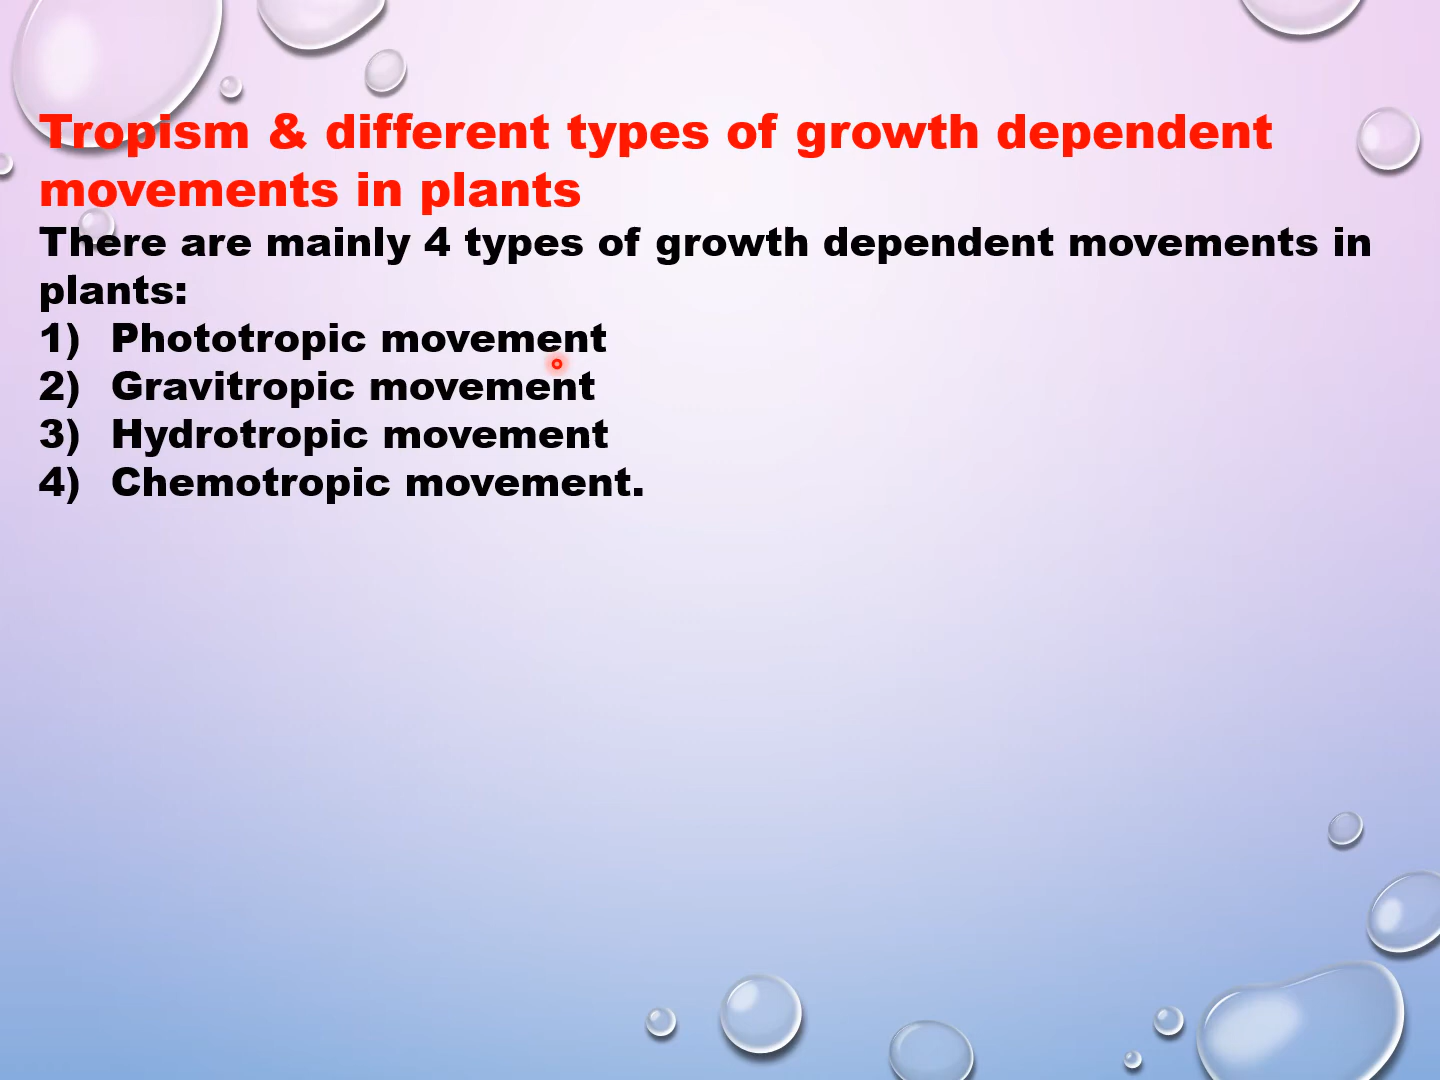 Tropism & different types of growth dependent
movements in plants
There are mainly 4 types of growth dependent movements in
plants:
1) Phototropic movement
2) Gravitropic movement
3) Hydrotropic movement
4) Chemotropic movement.